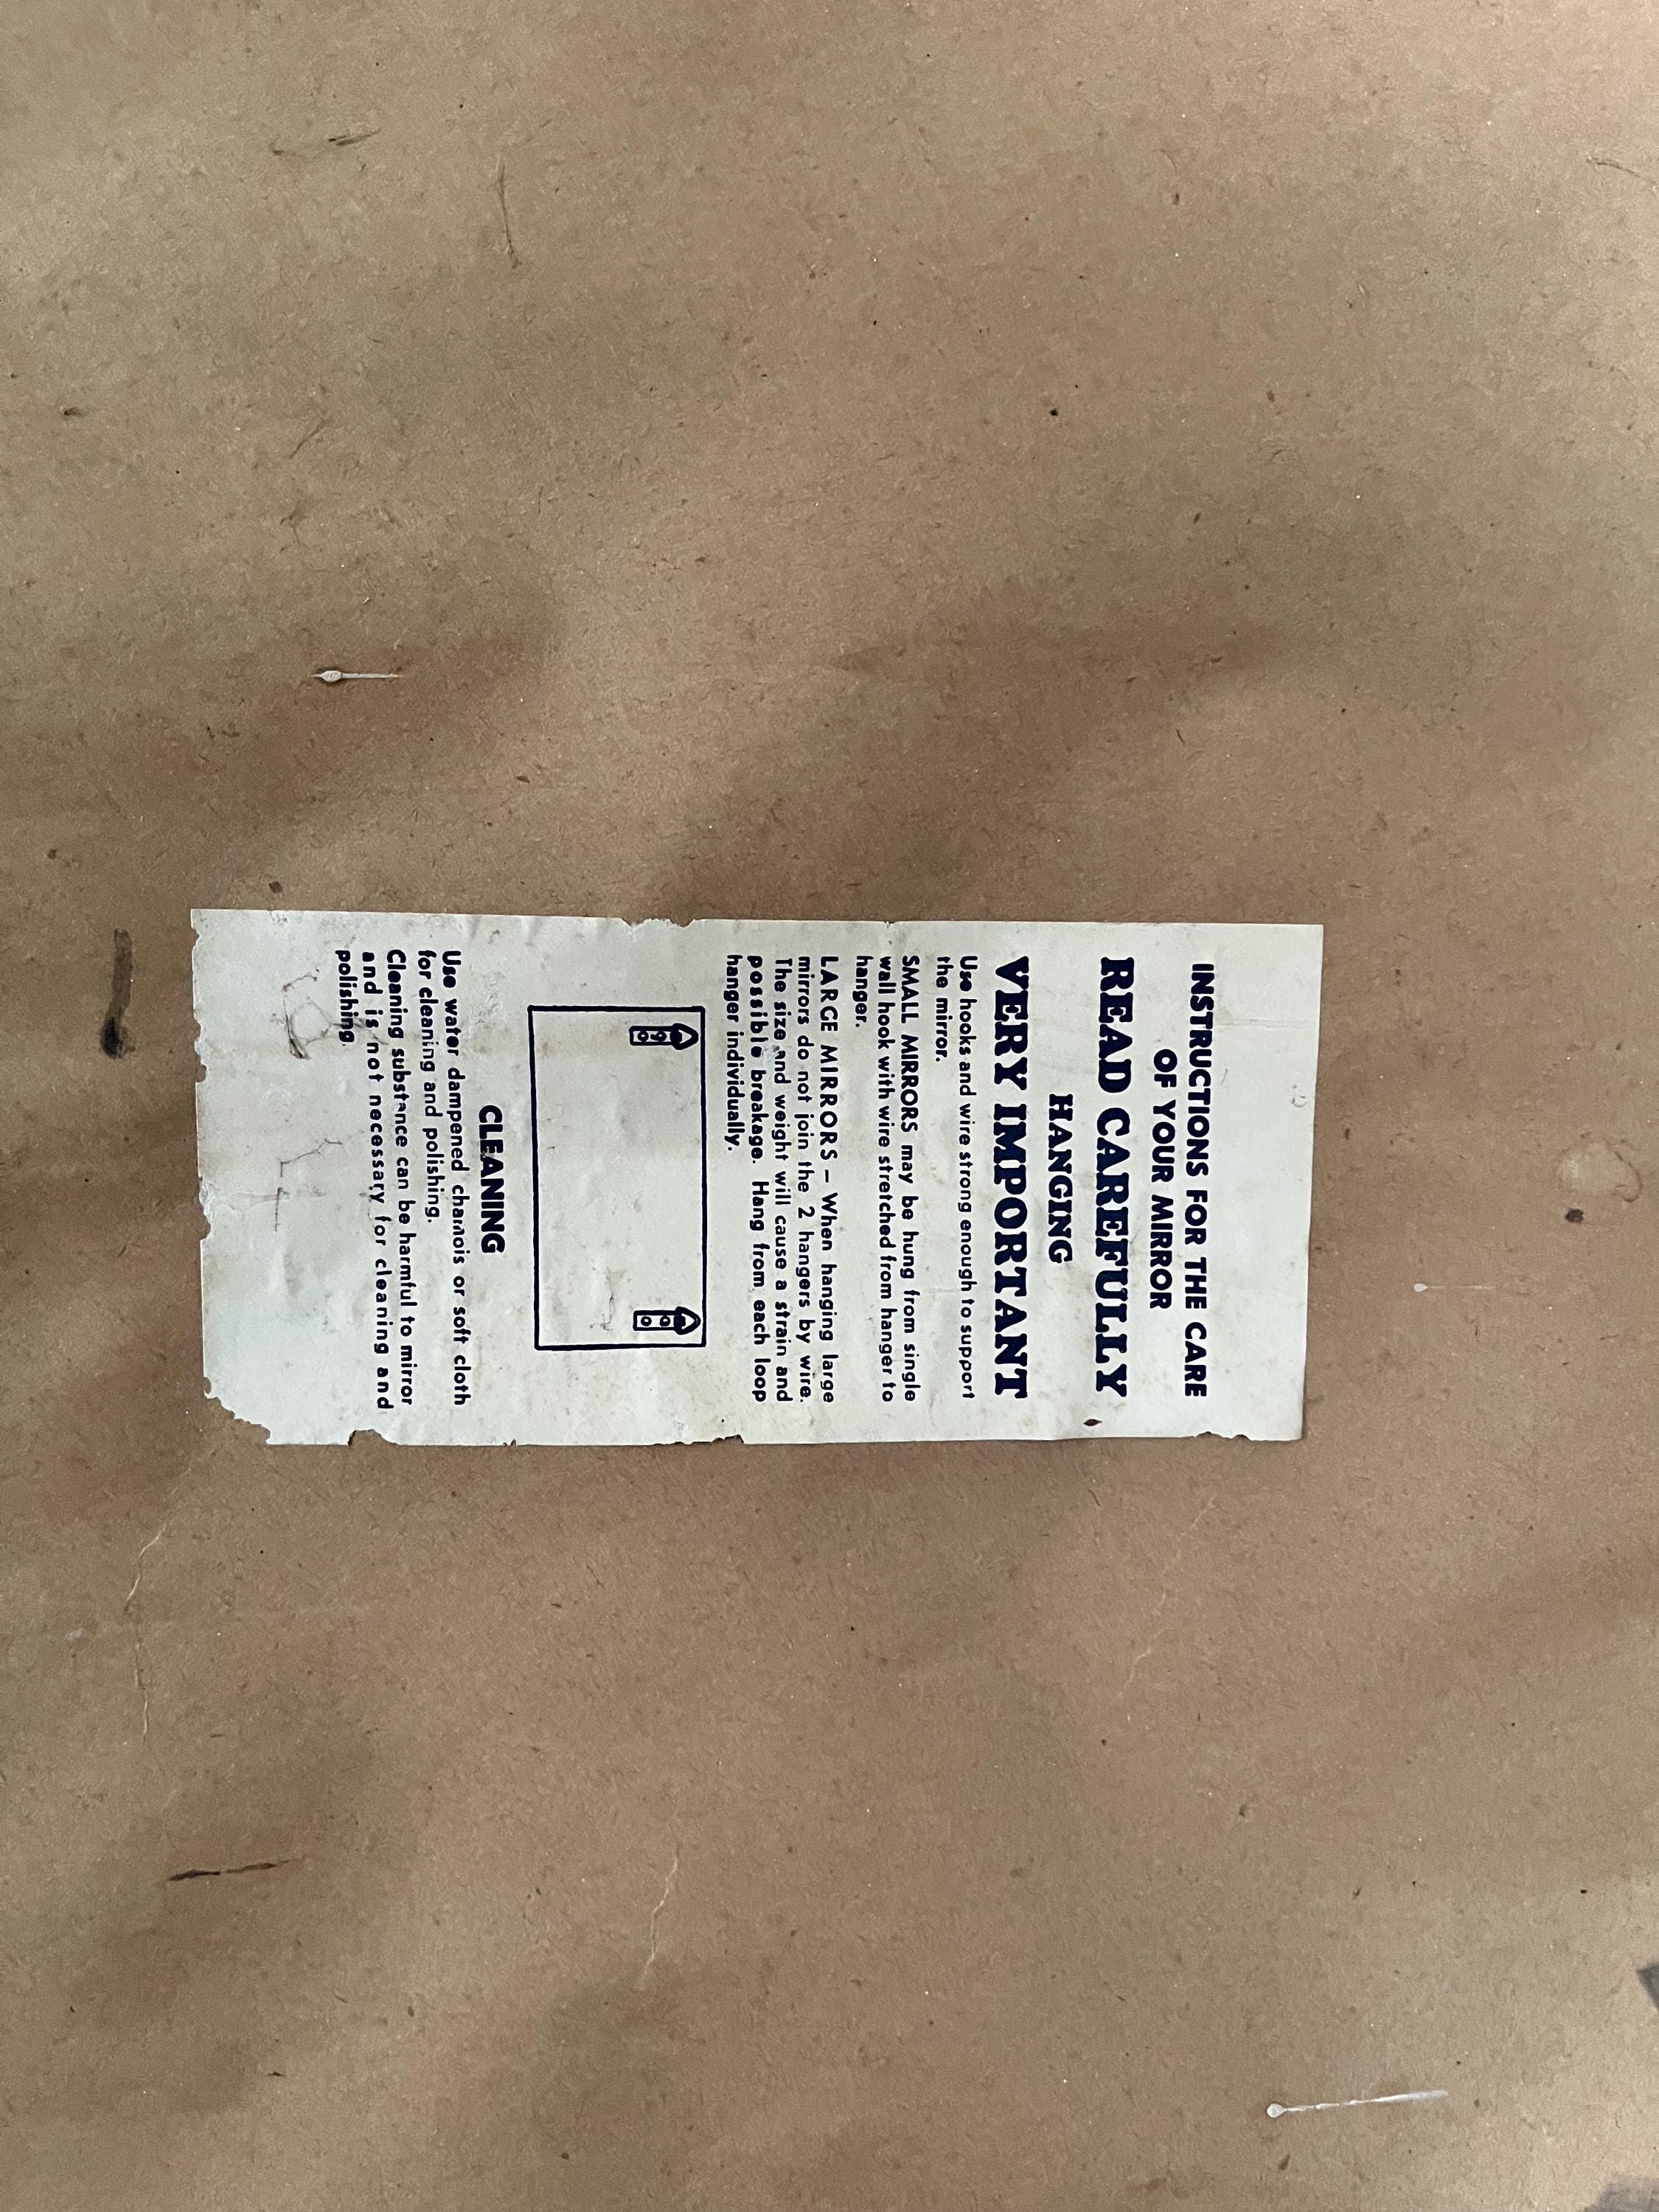 INSTRUCTIONS FOR THE CARE
OF YOUR MIRROR
READ CAREFULLY
HANGING
VERY IMPORTANT
Use hooks and wire strong enough to support
the mirror.
SMALL MIRRORS may be hung from single
wall hook with wire stretched from hanger to
hanger.
LARGE MIRRORS – When hanging large
mirrors do not join the 2 hangers by wire.
The size and weight will cause a strain and
possible breakage. Hang from each loop
hanger individually.
CLEANING
Use water dampened chamois or soft cloth
for cleaning and polishing.
Cleaning substance can be harmful to mirror
and is not necessary for cleaning and
polishing.